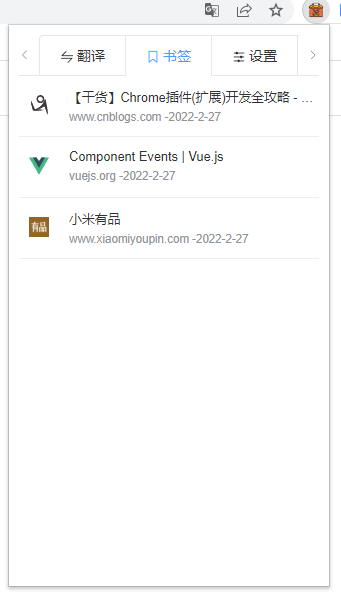 翻译 书签 设置
【干货】Chrome插件(扩展)开发全攻略 - ...
www.cnblogs.com -2022-2-27
Component Events | Vue.js
vuejs.org -2022-2-27
有品
小米有品
www.xiaomiyoupin.com -2022-2-27